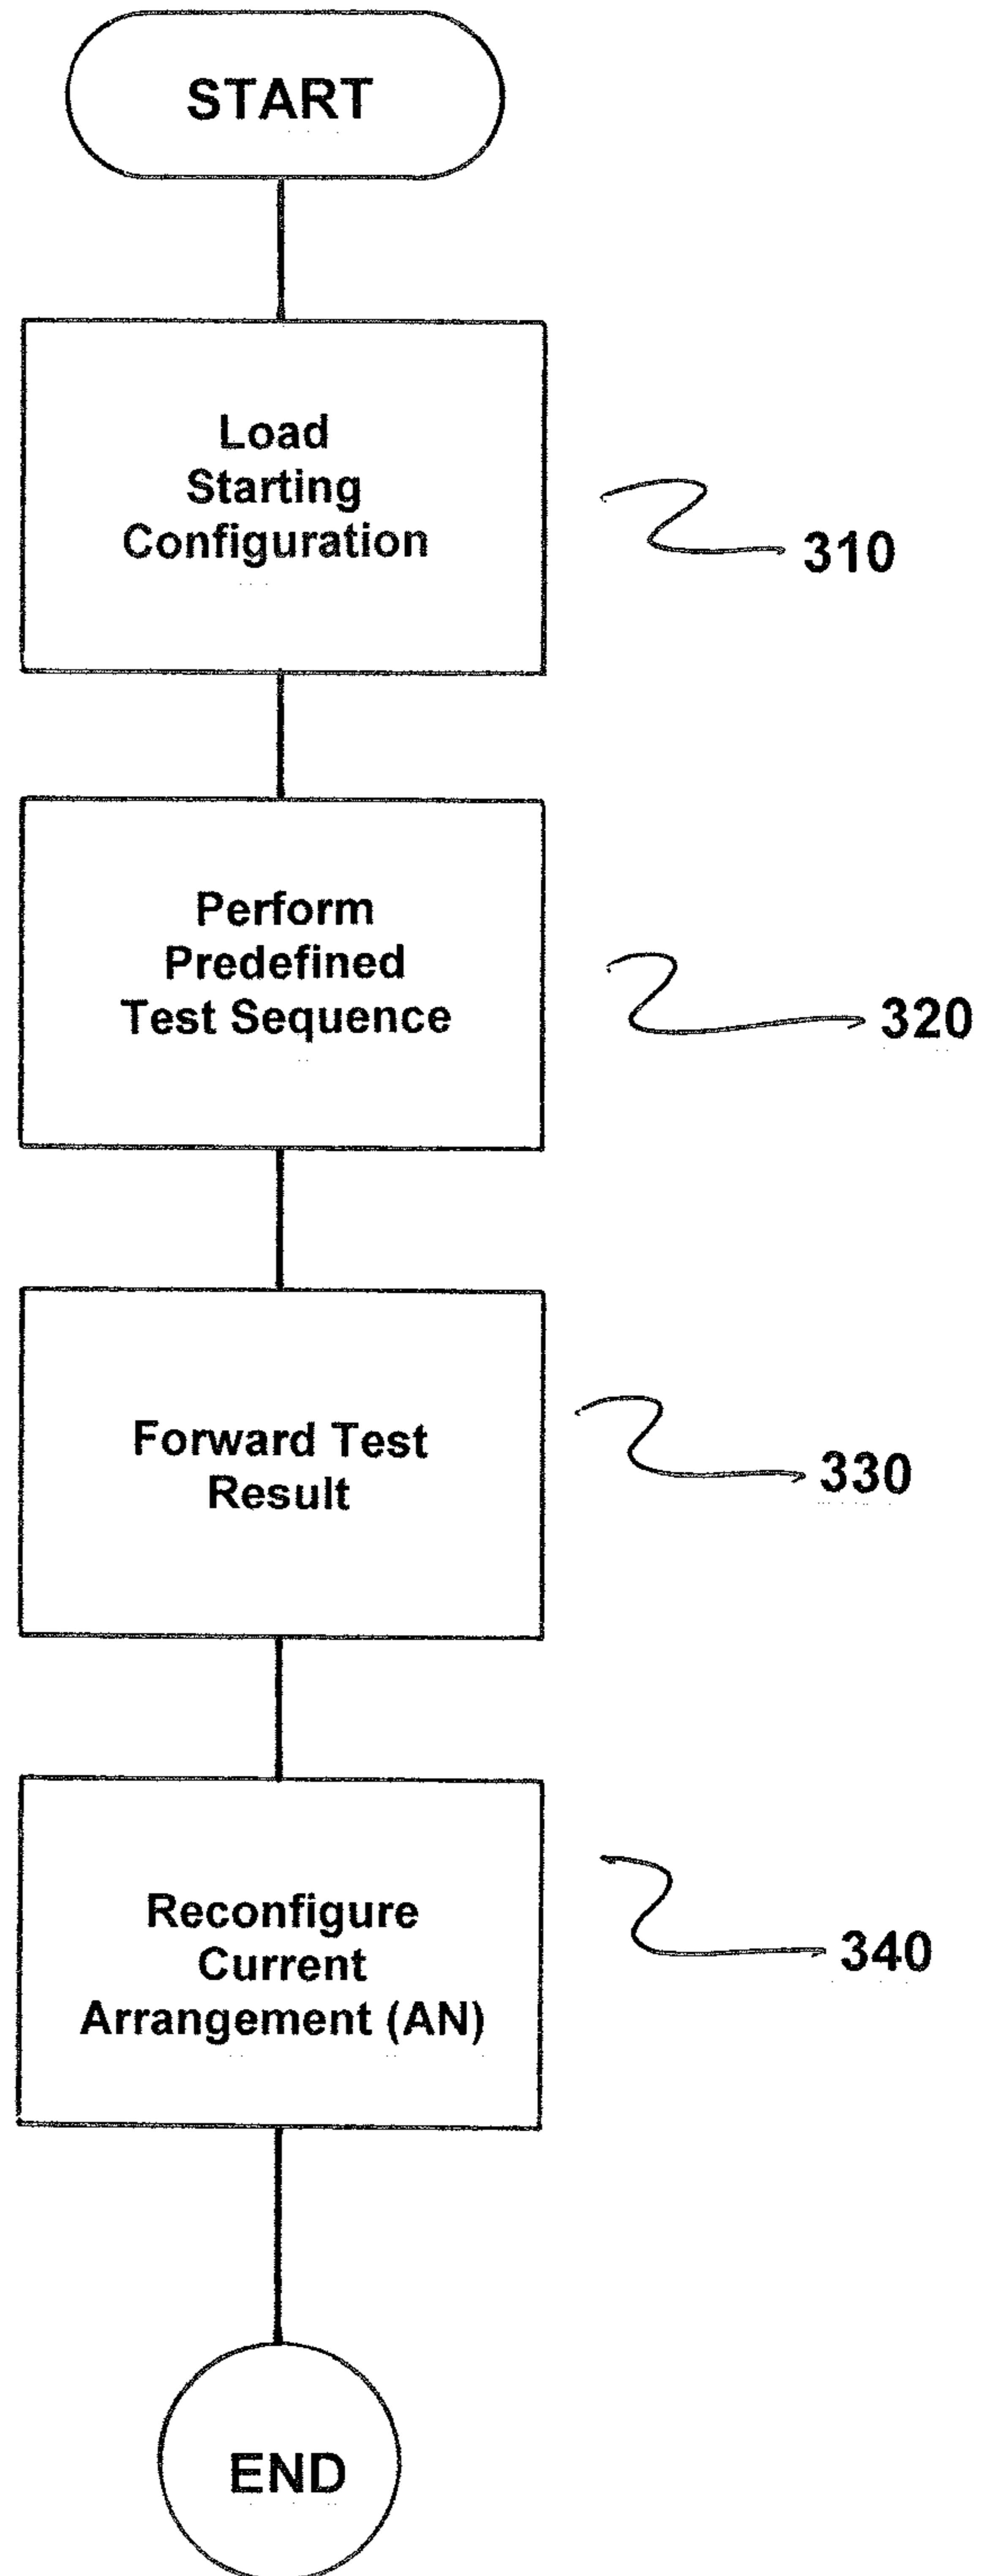 START
Load
Starting
Configuration
310
Perform
Predefined
Test Sequence
320
Forward Test
Result
330
Reconfigure
Current
Arrangement (AN)
340
END